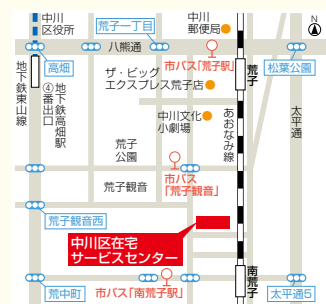 中川
区役所
荒子一丁目
中川
郵便局
八熊通
市バス「荒子駅」
高畑
荒子
松葉公園
ザ・ビッグ
エクスプレス荒子店
地下鉄東山線
④番出口
地下鉄高畑駅
中川文化
小劇場
あおなみ線
太平通
荒子
公園
市バス
「荒子観音」
荒子観音
荒子観音西
中川区在宅
サービスセンター
南荒子
荒中町
市バス「南荒子駅」
太平通5